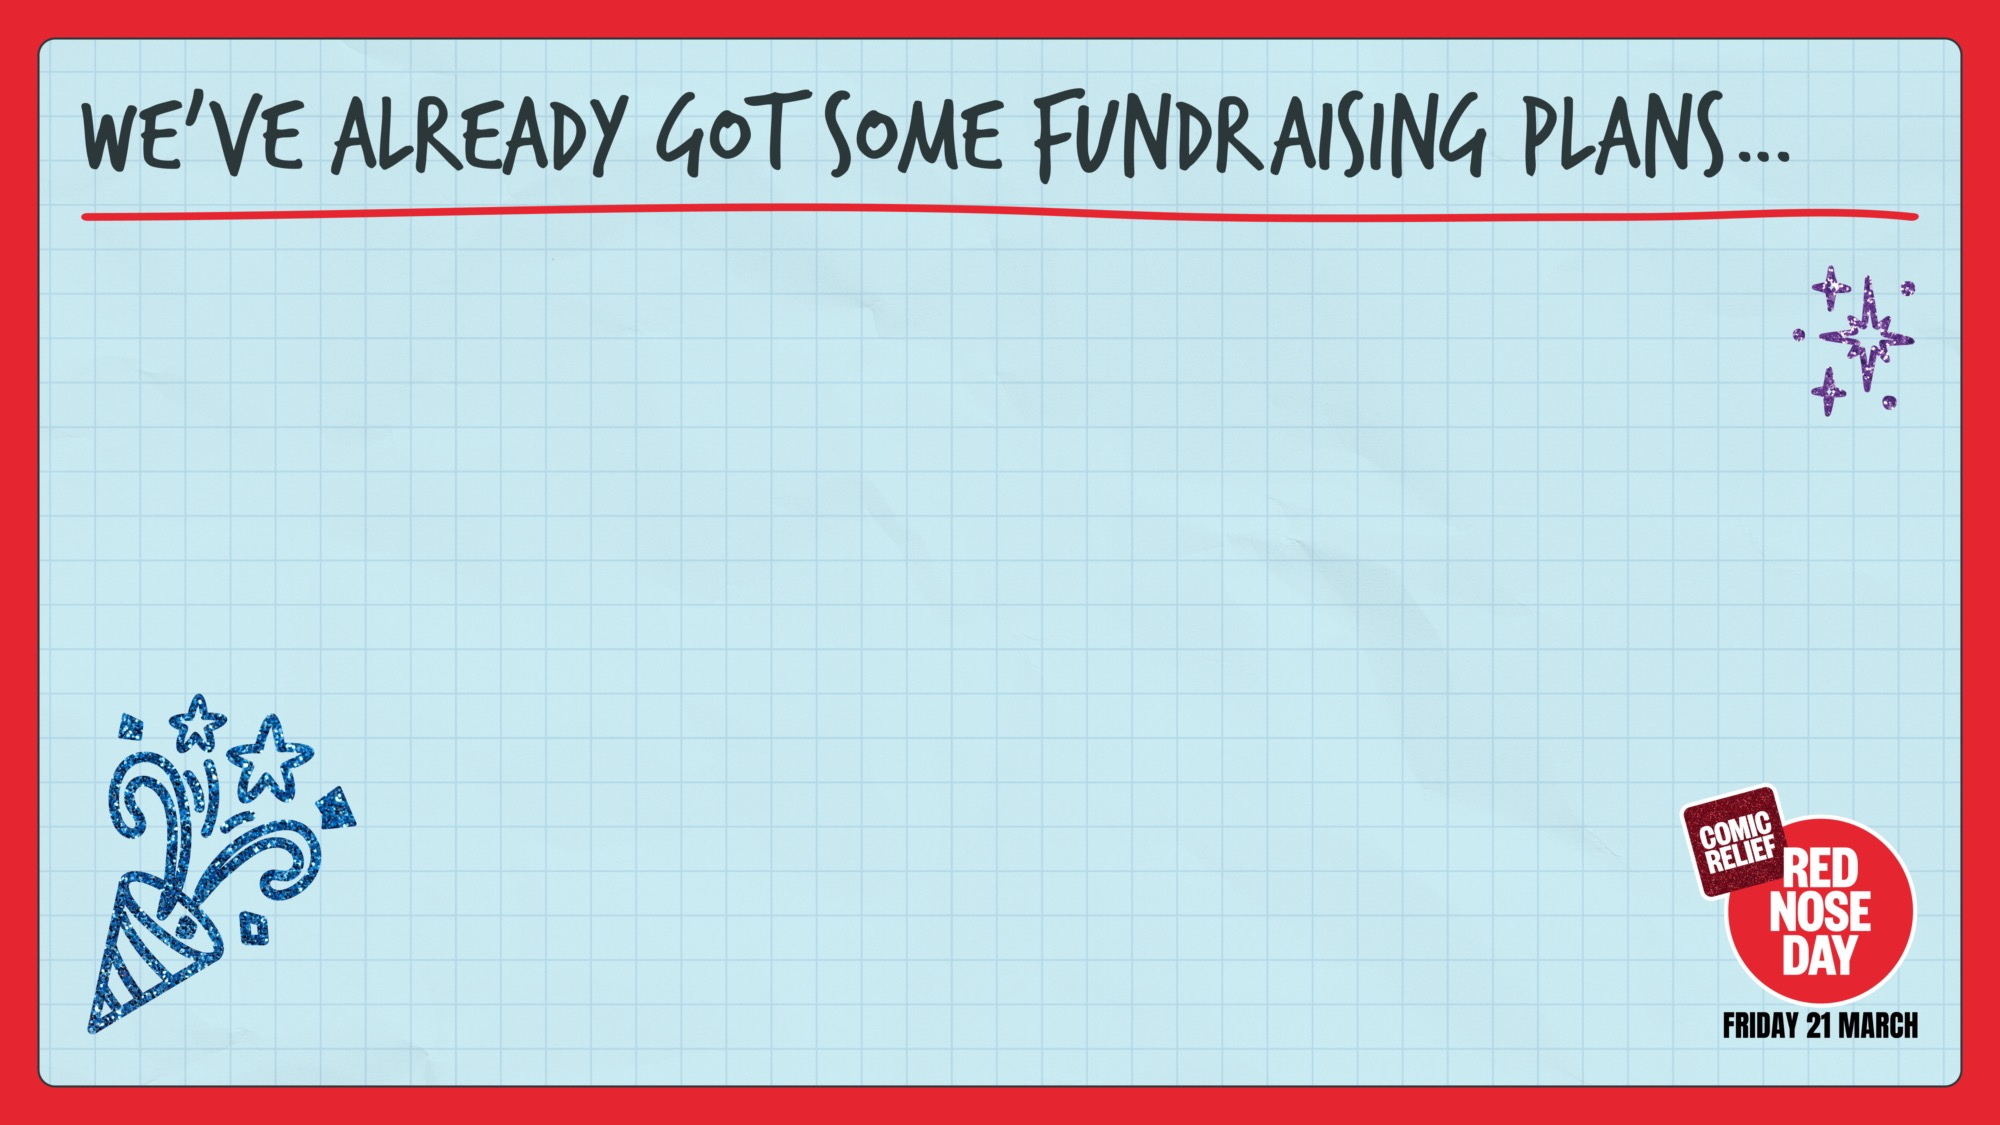 WE'VE ALREADY GOT SOME FUNDRAISING PLANS...
COMIC
RELIEF
RED
NOSE
DAY
FRIDAY 21 MARCH